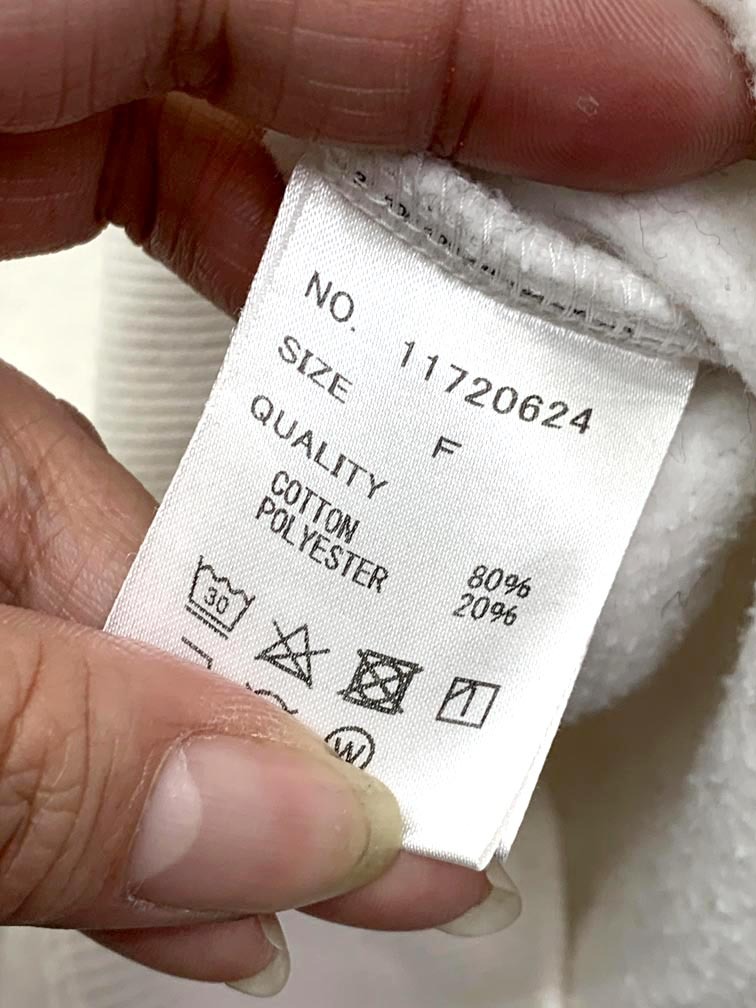 NO. 11720624
SIZE F
QUALITY
COTTON 80%
POLYESTER 20%
30
W